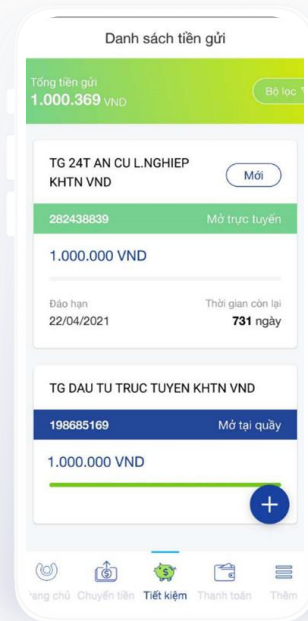 Danh sách tiền gửi
Tổng tiền gửi
1.000.369 VND
Bộ lọc
TG 24T AN CU L.NGHIEP
KHTN VND
Mới
282438839
Mở trực tuyến
1.000.000 VND
Đáo hạn
Thời gian còn lại
22/04/2021
731 ngày
TG DAU TU TRUC TUYEN KHTN VND
198685169
Mở tại quầy
1.000.000 VND
+
rang chủ
Chuyển tiền
Tiết kiệm
Thanh toán
Thêm